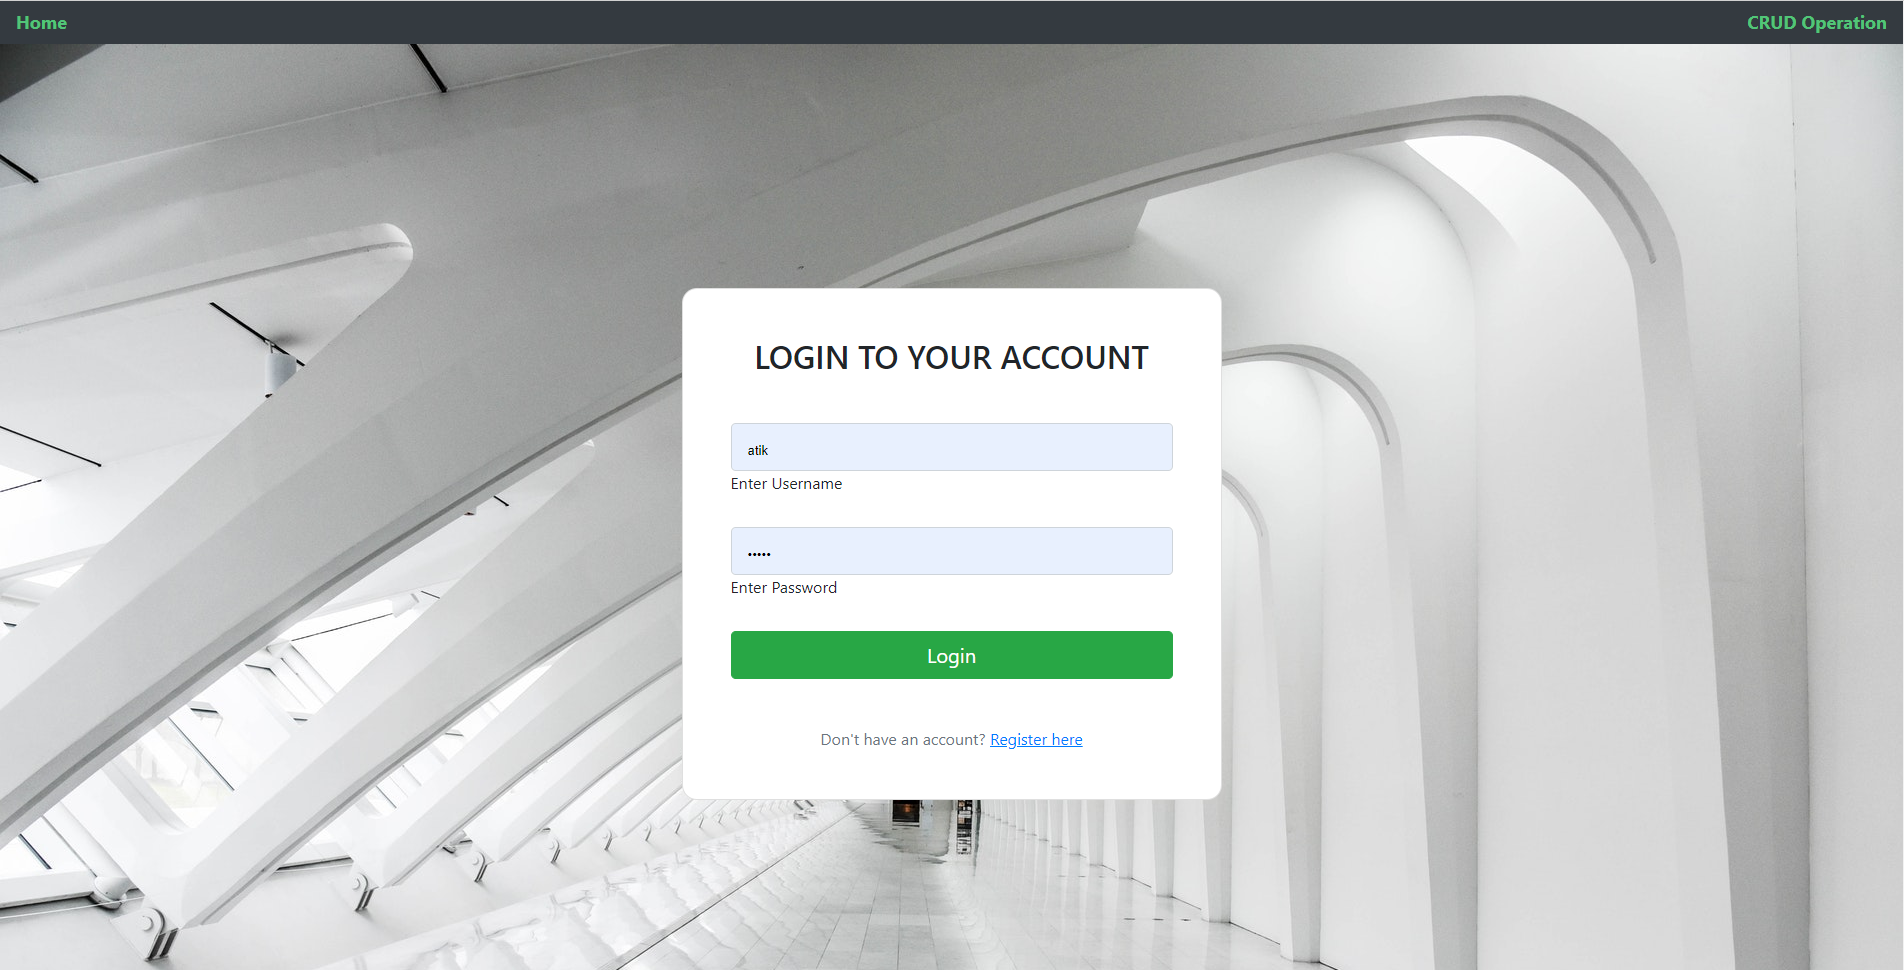 Home
CRUD Operation
LOGIN TO YOUR ACCOUNT
atik
Enter Username
•••••
Enter Password
Login
Don't have an account? Register here